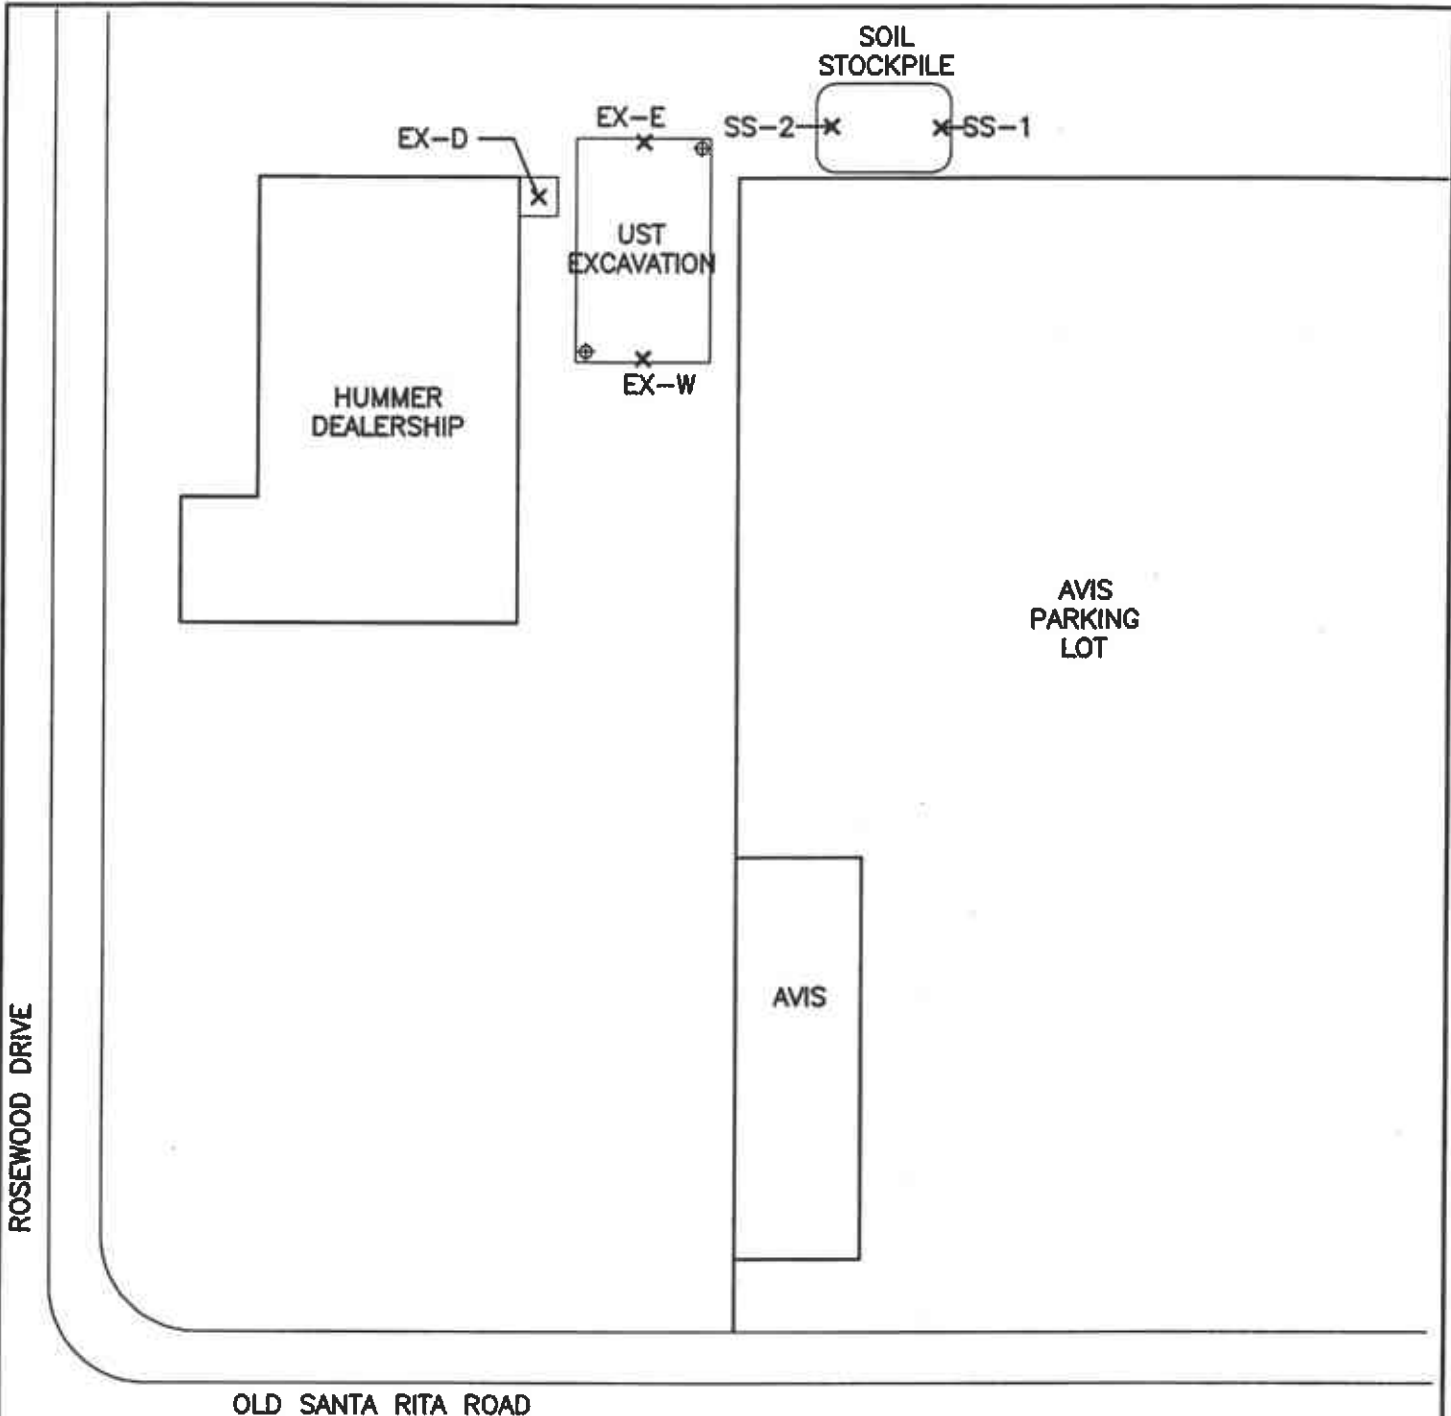 SOIL
STOCKPILE
EX-E
SS-2
SS-1
EX-D
UST
EXCAVATION
EX-W
HUMMER
DEALERSHIP
AVIS
PARKING
LOT
AVIS
ROSEWOOD DRIVE
OLD SANTA RITA ROAD